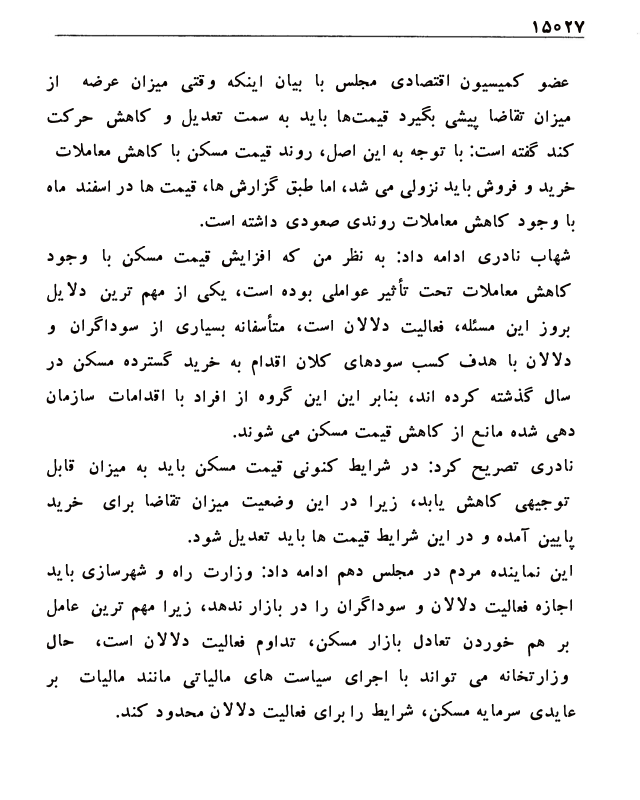 ۱۵۰۲۷
عضو کمیسیون اقتصادی مجلس با بیان اینکه وقتی میزان عرضه از
میزان تقاضا پیشی بگیرد قیمت‌ها باید به سمت تعدیل و کاهش حرکت
کند گفته است: با توجه به این اصل، روند قیمت مسکن با کاهش معاملات
خرید و فروش باید نزولی می شد، اما طبق گزارش ها، قیمت ها در اسفند ماه
با وجود کاهش معاملات روندی صعودی داشته است.
شهاب نادری ادامه داد: به نظر من که افزایش قیمت مسکن با وجود
کاهش معاملات تحت تأثیر عواملی بوده است، یکی از مهم ترین دلایل
بروز این مسئله، فعالیت دلالان است، متأسفانه بسیاری از سوداگران و
دلالان با هدف کسب سودهای کلان اقدام به خرید گسترده مسکن در
سال گذشته کرده اند، بنابر این این گروه از افراد با اقدامات سازمان
دهی شده مانع از کاهش قیمت مسکن می شوند.
نادری تصریح کرد: در شرایط کنونی قیمت مسکن باید به میزان قابل
توجیهی کاهش یابد، زیرا در این وضعیت میزان تقاضا برای خرید
پایین آمده و در این شرایط قیمت ها باید تعدیل شود.
این نماینده مردم در مجلس دهم ادامه داد: وزارت راه و شهرسازی باید
اجازه فعالیت دلالان و سوداگران را در بازار ندهد، زیرا مهم ترین عامل
بر هم خوردن تعادل بازار مسکن، تداوم فعالیت دلالان است، حال
وزارتخانه می تواند با اجرای سیاست های مالیاتی مانند مالیات بر
عایدی سرمایه مسکن، شرایط را برای فعالیت دلالان محدود کند.